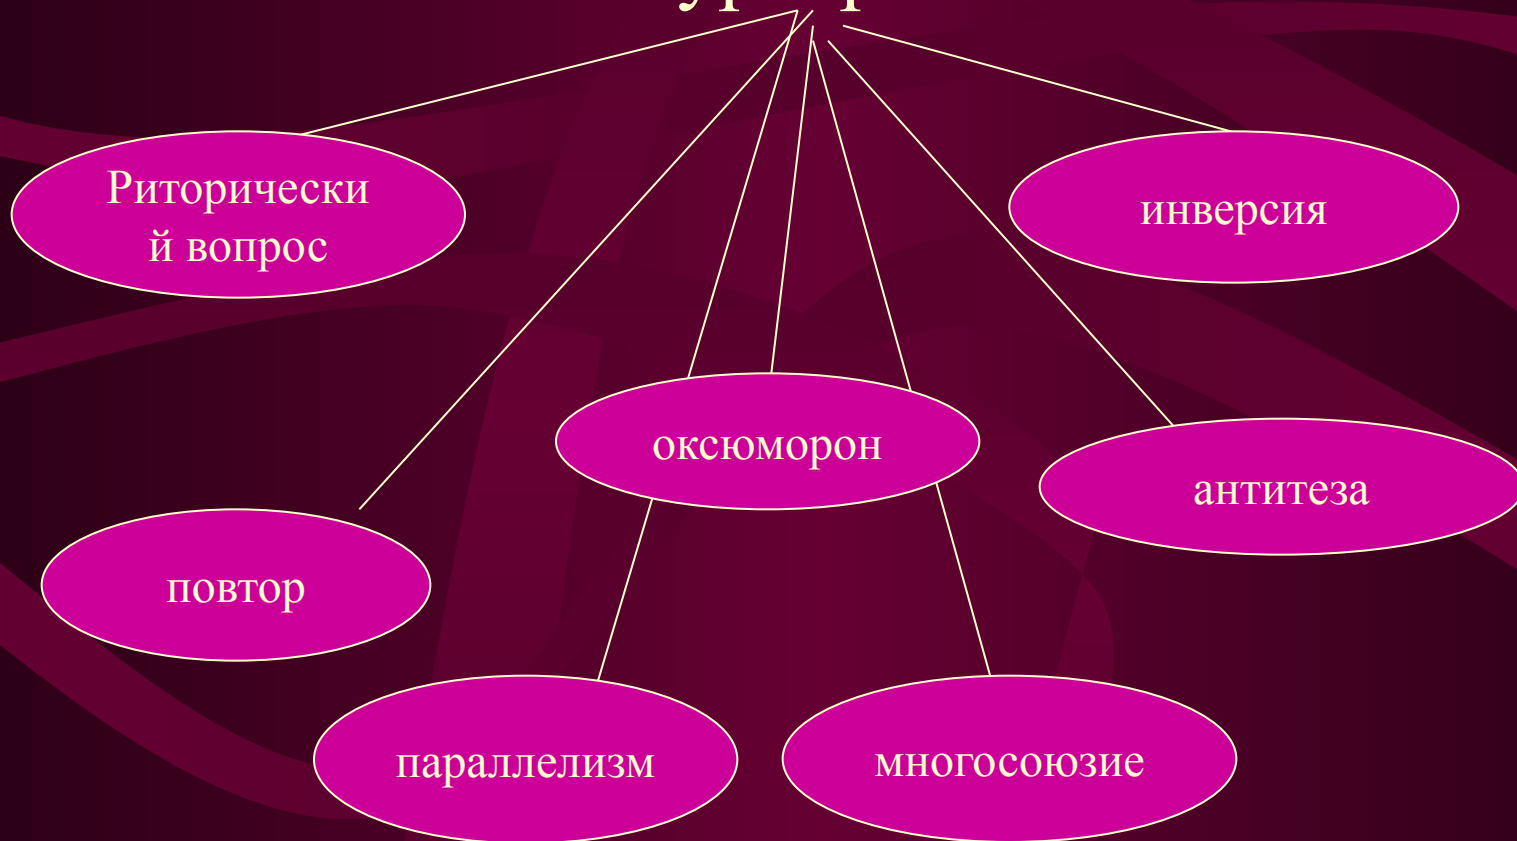 Риторически
й вопрос
инверсия
оксюморон
антитеза
повтор
параллелизм
многосоюзие